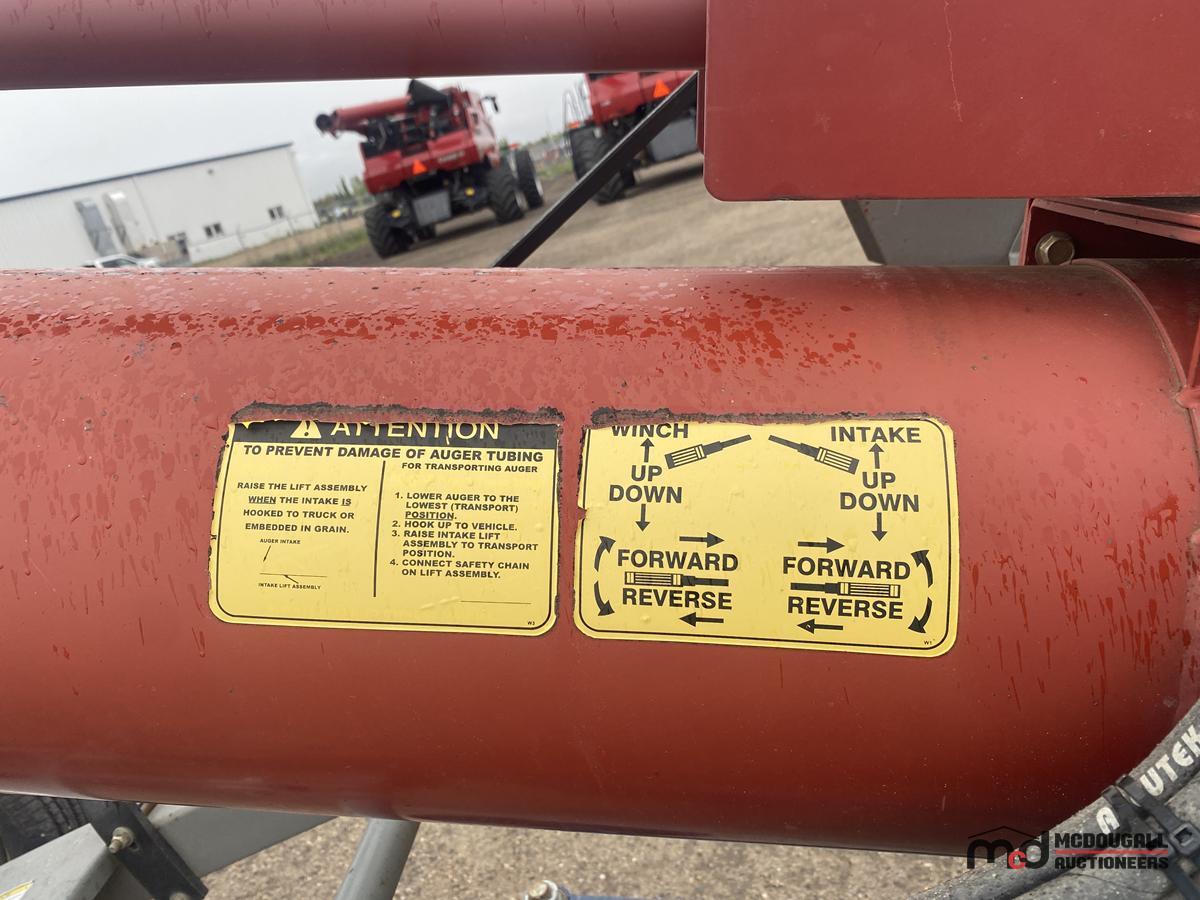 ATTENTION
TO PREVENT DAMAGE OF AUGER TUBING
RAISE THE LIFT ASSEMBLY
WHEN THE INTAKE IS
HOOKED TO TRUCK OR
EMBEDDED IN GRAIN.
AUGER INTAKE
INTAKE LIFT ASSEMBLY
FOR TRANSPORTING AUGER
1. LOWER AUGER TO THE
LOWEST (TRANSPORT)
POSITION.
2. HOOK UP TO VEHICLE.
3. RAISE INTAKE LIFT
ASSEMBLY TO TRANSPORT
POSITION.
4. CONNECT SAFETY CHAIN
ON LIFT ASSEMBLY.
W3
WINCH
UP
DOWN
FORWARD
REVERSE
INTAKE
UP
DOWN
FORWARD
REVERSE
W1
UTEK
mcd MCDOUGALL
AUCTIONEERS